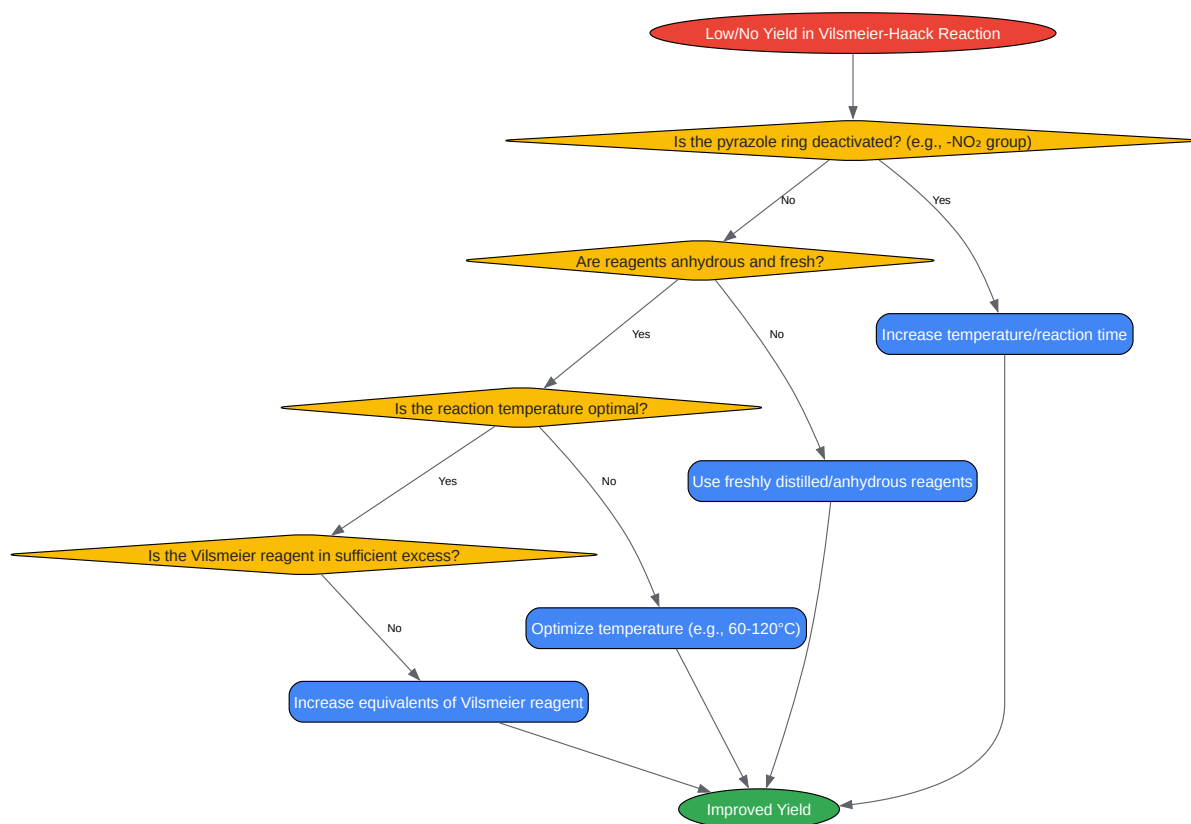 Low/No Yield in Vilsmeier-Haack Reaction
Is the pyrazole ring deactivated? (e.g., -NO₂ group)
No
Yes
Are reagents anhydrous and fresh?
Yes
No
Increase temperature/reaction time
Is the reaction temperature optimal?
Yes
No
Use freshly distilled/anhydrous reagents
Is the Vilsmeier reagent in sufficient excess?
No
Optimize temperature (e.g., 60-120°C)
Increase equivalents of Vilsmeier reagent
Improved Yield